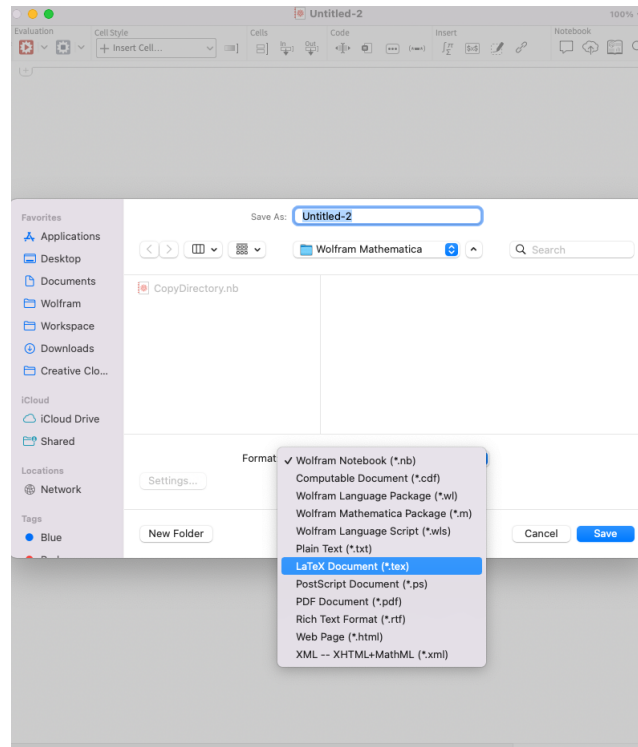 Untitled-2
100%
Evaluation
Cell Style
Cells
Code
Insert
Notebook
Insert Cell...
In
Out
Save As: Untitled-2
Favorites
Applications
Desktop
Documents
Wolfram
Workspace
Downloads
Creative Clo...
iCloud
iCloud Drive
Shared
Locations
Network
Tags
Blue
Wolfram Mathematica
Search
CopyDirectory.nb
Format
✓ Wolfram Notebook (*.nb)
Computable Document (*.cdf)
Wolfram Language Package (*.wl)
Wolfram Mathematica Package (*.m)
Wolfram Language Script (*.wls)
Plain Text (*.txt)
LaTeX Document (*.tex)
PostScript Document (*.ps)
PDF Document (*.pdf)
Rich Text Format (*.rtf)
Web Page (*.html)
XML -- XHTML+MathML (*.xml)
Settings...
New Folder
Cancel
Save